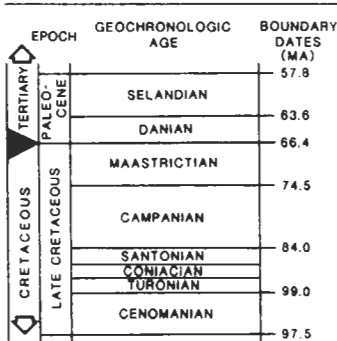 EPOCH
GEOCHRONOLOGIC AGE
BOUNDARY DATES (MA)
TERTIARY
PALEO-CENE
CRETACEOUS
LATE CRETACEOUS
57.8
SELANDIAN
63.6
DANIAN
66.4
MAASTRICTIAN
74.5
CAMPANIAN
84.0
SANTONIAN
CONIACIAN
TURONIAN
99.0
CENOMANIAN
97.5